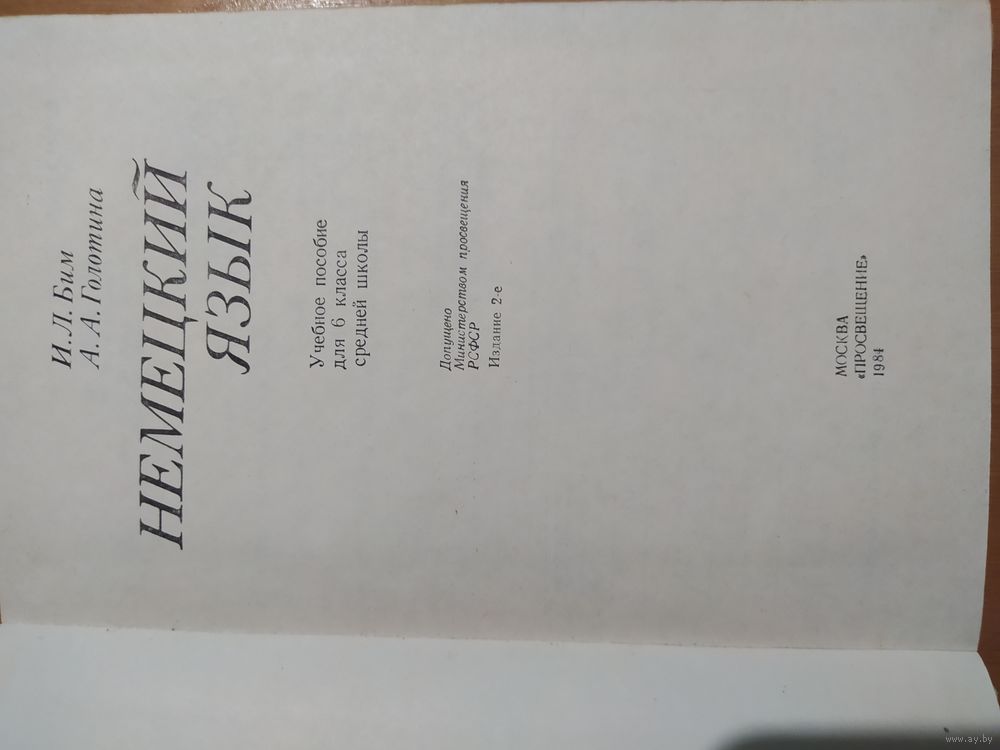 И. Л. Бим
А. А. Голотина
НЕМЕЦКИЙ
ЯЗЫК
Учебное пособие
для 6 класса
средней школы
Допущено
Министерством просвещения
РСФСР
Издание 2-е
МОСКВА
«ПРОСВЕЩЕНИЕ»
1984
www.ay.by